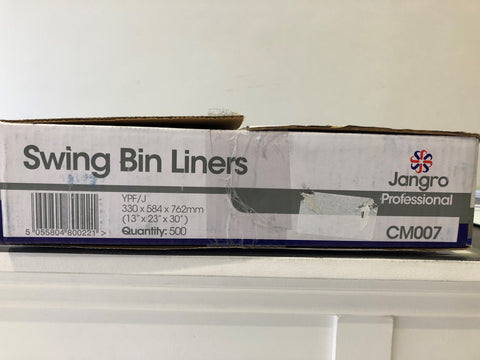 Swing Bin Liners
YPF/J
330 x 584 x 762mm
(13" x 23" x 30")
Quantity: 500
5 055804 800221 >
Jangro
Professional
CM007